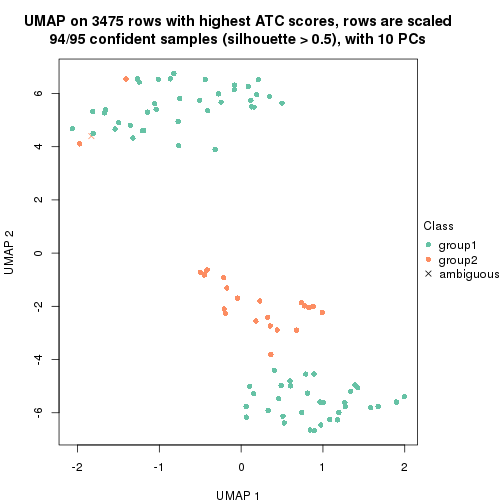 UMAP on 3475 rows with highest ATC scores, rows are scaled
94/95 confident samples (silhouette > 0.5), with 10 PCs
6
4
2
0
-2
-4
-6
UMAP 2
-2
-1
0
1
2
UMAP 1
Class
group1
group2
ambiguous